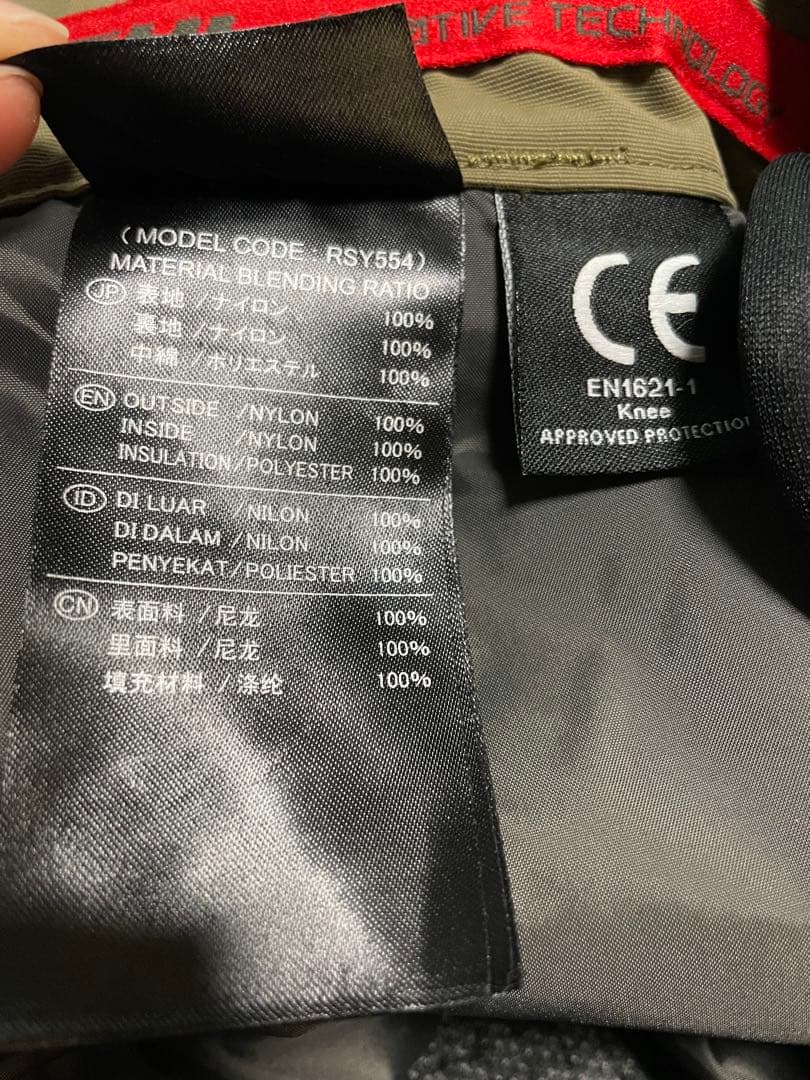 TIVE TECHNOLOGY
(MODEL CODE RSY554)
MATERIAL BLENDING RATIO
JP 表地/ナイロン 100%
裏地/ナイロン 100%
中綿/ポリエステル 100%
EN OUTSIDE /NYLON 100%
INSIDE /NYLON 100%
INSULATION/POLYESTER 100%
ID DI LUAR /NILON 100%
DI DALAM /NILON 100%
PENYEKAT/POLIESTER 100%
CN 表面料/尼龙 100%
里面料/尼龙 100%
填充材料/涤纶 100%
CE
EN1621-1
Knee
APPROVED PROTECTIO